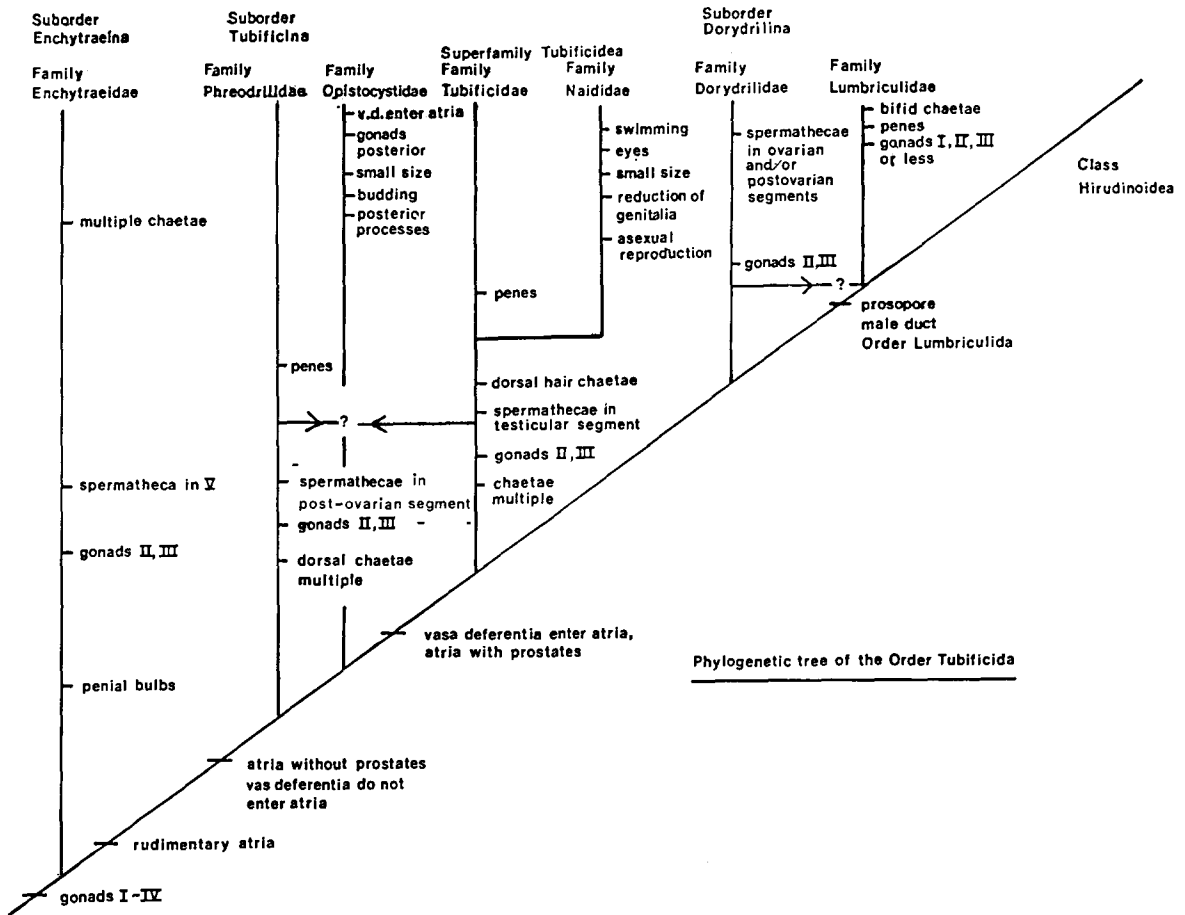 Suborder
Enchytraeina
Family
Enchytraeidae
multiple chaetae
spermatheca in V
gonads II, III
penial bulbs
Suborder
Tubificina
Family
Phreodrilidae
penes
spermathecae in
post-ovarian segment
gonads II, III
dorsal chaetae
multiple
Family
Opistocystidae
v.d. enter atria
gonads
posterior
small size
budding
posterior
processes
?
Superfamily Tubificidea
Family
Tubificidae
penes
dorsal hair chaetae
spermathecae in
testicular segment
gonads II, III
chaetae
multiple
Family
Naididae
swimming
eyes
small size
reduction of
genitalia
asexual
reproduction
Suborder
Dorydrilina
Family
Dorydrilidae
spermathecae
in ovarian
and/or
postovarian
segments
gonads II, III
?
Family
Lumbriculidae
bifid chaetae
penes
gonads I, II, III
or less
Class
Hirudinoidea
prosopore
male duct
Order Lumbriculida
vasa deferentia enter atria,
atria with prostates
atria without prostates
vas deferentia do not
enter atria
rudimentary atria
gonads I-IV
Phylogenetic tree of the Order Tubificida